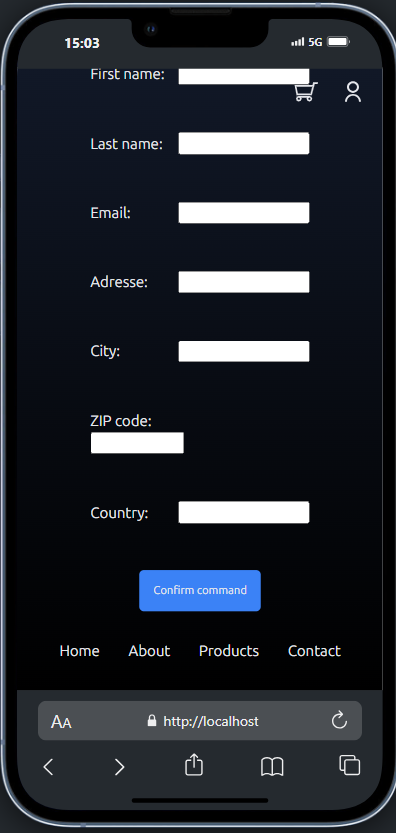 15:03 5G
First name:
Last name:
Email:
Adresse:
City:
ZIP code:
Country:
Confirm command
Home About Products Contact
AA http://localhost